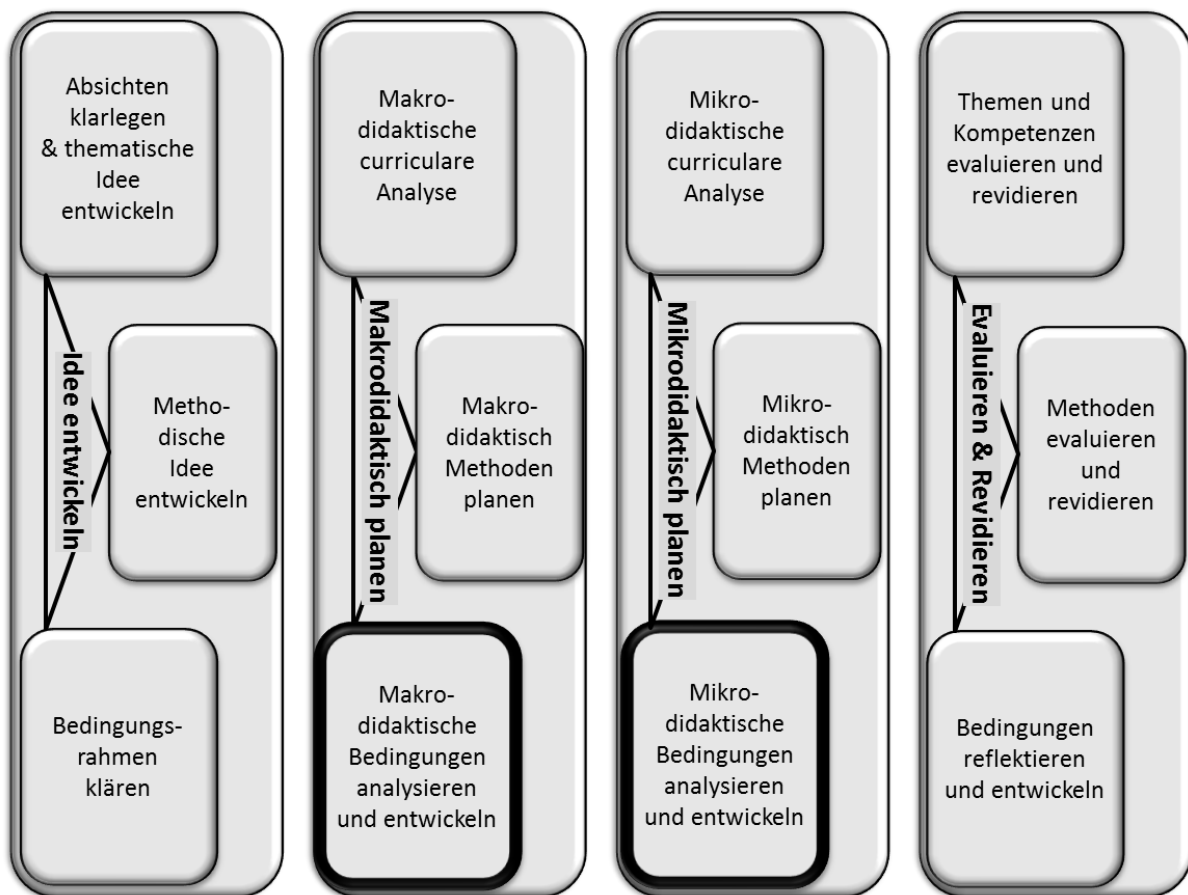 Absichten
klarlegen
& thematische
Idee
entwickeln
Idee entwickeln
Metho-
dische
Idee
entwickeln
Bedingungs-
rahmen
klären
Makro-
didaktische
curriculare
Analyse
Makrodidaktisch planen
Makro-
didaktisch
Methoden
planen
Makro-
didaktische
Bedingungen
analysieren
und entwickeln
Mikro-
didaktische
curriculare
Analyse
Mikrodidaktisch planen
Mikro-
didaktisch
Methoden
planen
Mikro-
didaktische
Bedingungen
analysieren
und entwickeln
Themen und
Kompetenzen
evaluieren und
revidieren
Evaluieren & Revidieren
Methoden
evaluieren
und
revidieren
Bedingungen
reflektieren
und entwickeln